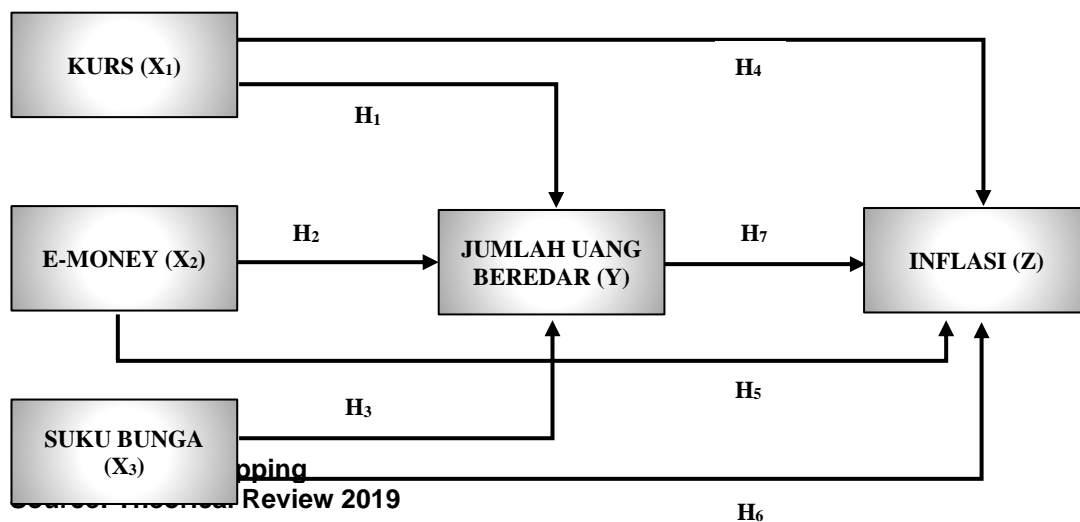 KURS (X₁)
H₄
H₁
E-MONEY (X₂)
H₂
JUMLAH UANG
BEREDAR (Y)
H₇
INFLASI (Z)
H₅
H₃
SUKU BUNGA
(X₃)
pping
Review 2019
H₆